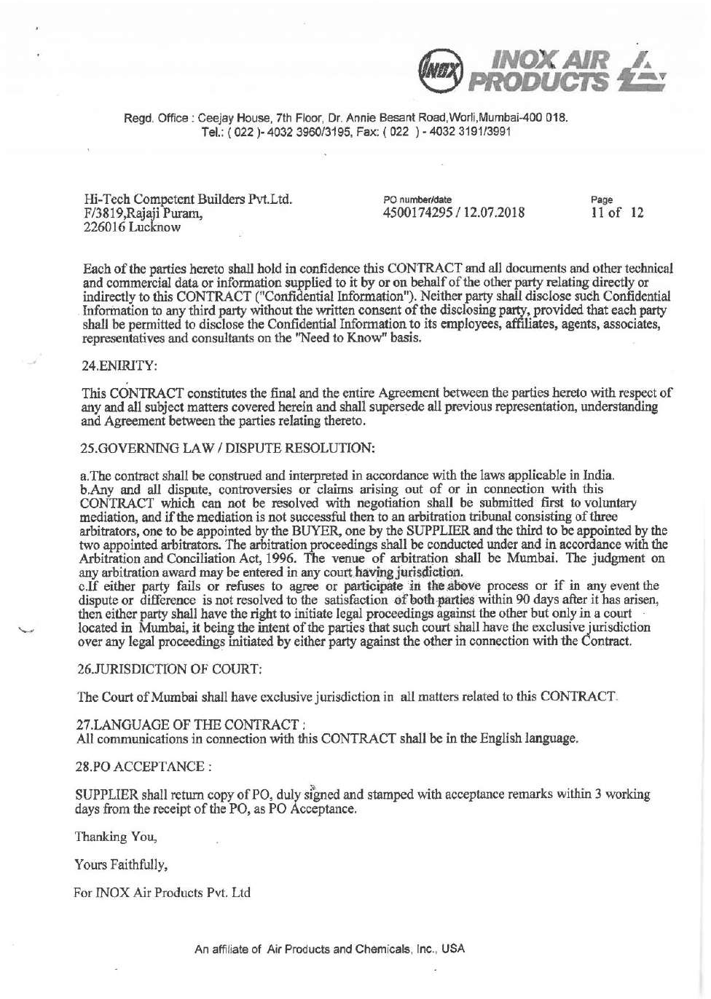 INOX
INOX AIR
PRODUCTS
Regd. Office : Ceejay House, 7th Floor, Dr. Annie Besant Road,Worli,Mumbai-400 018.
Tel.: ( 022 )- 4032 3960/3195, Fax: ( 022 ) - 4032 3191/3991
Hi-Tech Competent Builders Pvt.Ltd.
F/3819,Rajaji Puram,
226016 Lucknow
PO number/date
4500174295 / 12.07.2018
Page
11 of 12
Each of the parties hereto shall hold in confidence this CONTRACT and all documents and other technical
and commercial data or information supplied to it by or on behalf of the other party relating directly or
indirectly to this CONTRACT ("Confidential Information"). Neither party shall disclose such Confidential
Information to any third party without the written consent of the disclosing party, provided that each party
shall be permitted to disclose the Confidential Information to its employees, affiliates, agents, associates,
representatives and consultants on the "Need to Know" basis.
24.ENIRITY:
This CONTRACT constitutes the final and the entire Agreement between the parties hereto with respect of
any and all subject matters covered herein and shall supersede all previous representation, understanding
and Agreement between the parties relating thereto.
25.GOVERNING LAW / DISPUTE RESOLUTION:
a.The contract shall be construed and interpreted in accordance with the laws applicable in India.
b.Any and all dispute, controversies or claims arising out of or in connection with this
CONTRACT which can not be resolved with negotiation shall be submitted first to voluntary
mediation, and if the mediation is not successful then to an arbitration tribunal consisting of three
arbitrators, one to be appointed by the BUYER, one by the SUPPLIER and the third to be appointed by the
two appointed arbitrators. The arbitration proceedings shall be conducted under and in accordance with the
Arbitration and Conciliation Act, 1996. The venue of arbitration shall be Mumbai. The judgment on
any arbitration award may be entered in any court having jurisdiction.
c.If either party fails or refuses to agree or participate in the above process or if in any event the
dispute or difference is not resolved to the satisfaction of both parties within 90 days after it has arisen,
then either party shall have the right to initiate legal proceedings against the other but only in a court
located in Mumbai, it being the intent of the parties that such court shall have the exclusive jurisdiction
over any legal proceedings initiated by either party against the other in connection with the Contract.
26.JURISDICTION OF COURT:
The Court of Mumbai shall have exclusive jurisdiction in all matters related to this CONTRACT.
27.LANGUAGE OF THE CONTRACT :
All communications in connection with this CONTRACT shall be in the English language.
28.PO ACCEPTANCE :
SUPPLIER shall return copy of PO, duly signed and stamped with acceptance remarks within 3 working
days from the receipt of the PO, as PO Acceptance.
Thanking You,
Yours Faithfully,
For INOX Air Products Pvt. Ltd
An affiliate of Air Products and Chemicals, Inc., USA